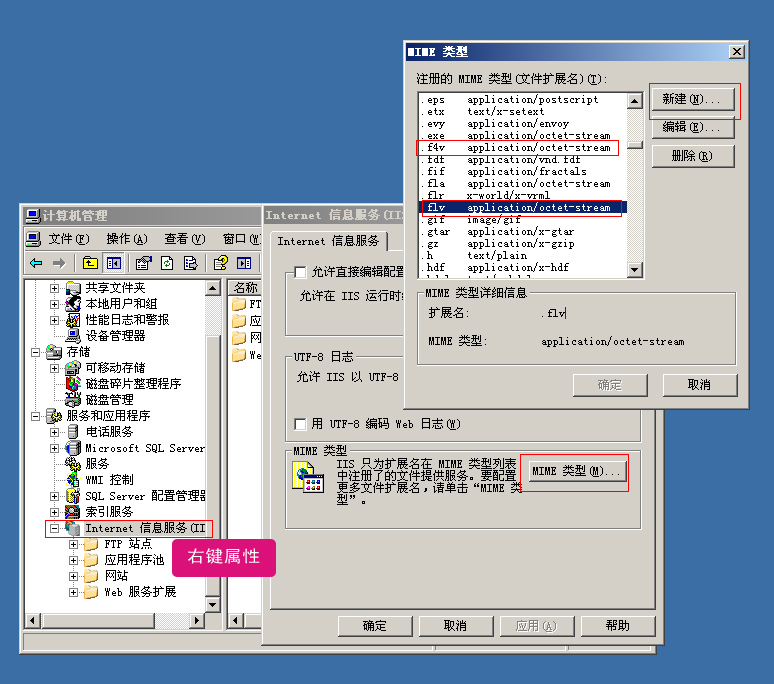 MIME 类型
注册的 MIME 类型(文件扩展名)(T):
.eps application/postscript
.etx text/x-setext
.evy application/envoy
.exe application/octet-stream
.f4v application/octet-stream
.fdf application/vnd.fdf
.fif application/fractals
.fla application/octet-stream
.flr x-world/x-vrml
.flv application/octet-stream
.gif image/gif
.gtar application/x-gtar
.gz application/x-gzip
.h text/plain
.hdf application/x-hdf
新建(N)...
编辑(E)...
删除(R)
MIME 类型详细信息
扩展名: .flv
MIME 类型: application/octet-stream
确定 取消
计算机管理
文件(F) 操作(A) 查看(V) 窗口(W
共享文件夹
本地用户和组
性能日志和警报
设备管理器
存储
可移动存储
磁盘碎片整理程序
磁盘管理
服务和应用程序
电话服务
Microsoft SQL Server
服务
WMI 控制
SQL Server 配置管理器
索引服务
Internet 信息服务(II
FTP 站点
应用程序池
网站
Web 服务扩展
右键属性
名称
FT
应
网
We
Internet 信息服务(II
Internet 信息服务
允许直接编辑配置
允许在 IIS 运行时编
UTF-8 日志
允许 IIS 以 UTF-8
用 UTF-8 编码 Web 日志(W)
MIME 类型
IIS 只为扩展名在 MIME 类型列表
中注册了的文件提供服务。要配置
更多文件扩展名,请单击“MIME 类
型”。
MIME 类型(M)...
确定 取消 应用(A) 帮助